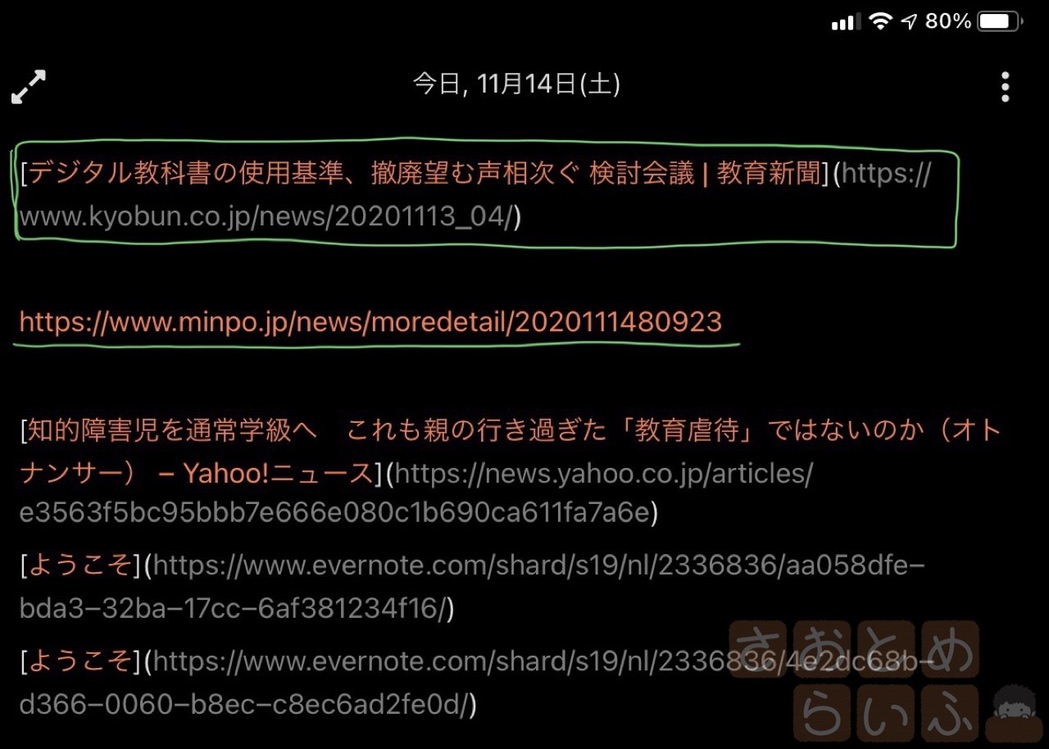 80%
今日, 11月14日(土)
[デジタル教科書の使用基準、撤廃望む声相次ぐ 検討会議 | 教育新聞](https://
www.kyobun.co.jp/news/20201113_04/)
https://www.minpo.jp/news/moredetail/2020111480923
[知的障害児を通常学級へ　これも親の行き過ぎた「教育虐待」ではないのか（オト
ナンサー） – Yahoo!ニュース](https://news.yahoo.co.jp/articles/
e3563f5bc95bbb7e666e080c1b690ca611fa7a6e)
[ようこそ](https://www.evernote.com/shard/s19/nl/2336836/aa058dfe–
bda3–32ba–17cc–6af381234f16/)
[ようこそ](https://www.evernote.com/shard/s19/nl/2336836/4e2dc68b–
d366–0060–b8ec–c8ec6ad2fe0d/)
さおとめ
らいふ